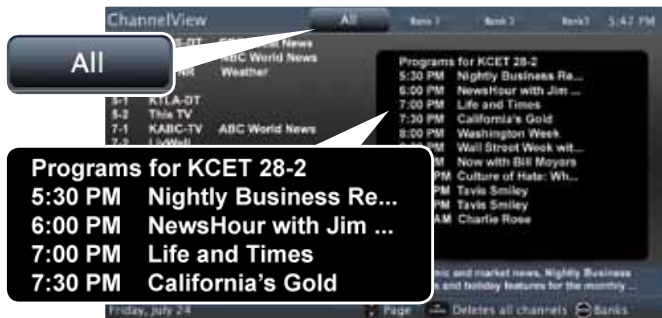 ChannelView All Bank 1 Bank 2 Bank3 5:47 PM
All
News
ABC World News
Weather
5-1 KTLA-DT
5-2 This TV
7-1 KABC-TV ABC World News
7-2 LivWell
Programs for KCET 28-2
5:30 PM Nightly Business Re...
6:00 PM NewsHour with Jim ...
7:00 PM Life and Times
7:30 PM California's Gold
8:00 PM Washington Week
PM Wall Street Week wit...
PM Now with Bill Moyers
PM Culture of Hate: Wh...
PM Tavis Smiley
PM Tavis Smiley
AM Charlie Rose
Programs for KCET 28-2
5:30 PM Nightly Business Re...
6:00 PM NewsHour with Jim ...
7:00 PM Life and Times
7:30 PM California's Gold
and market news, Nightly Business
and holiday features for the monthly ...
Friday, July 24 Page Deletes all channels Banks